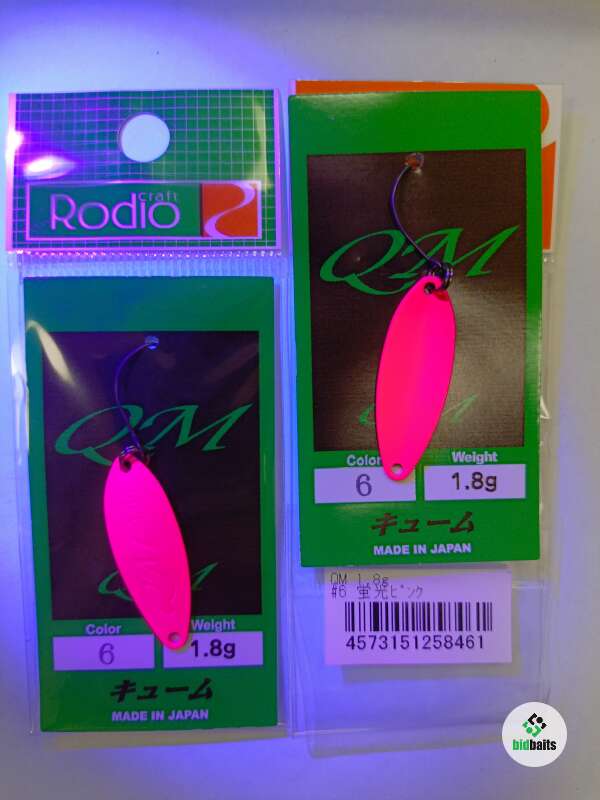 Rodio
craft
QM
QM
Color
Weight
6
1.8g
キューム
MADE IN JAPAN
QM
QM
Color
Weight
6
1.8g
キューム
MADE IN JAPAN
QM 1.8g
#6 蛍光ピンク
4573151258461
bidbaits